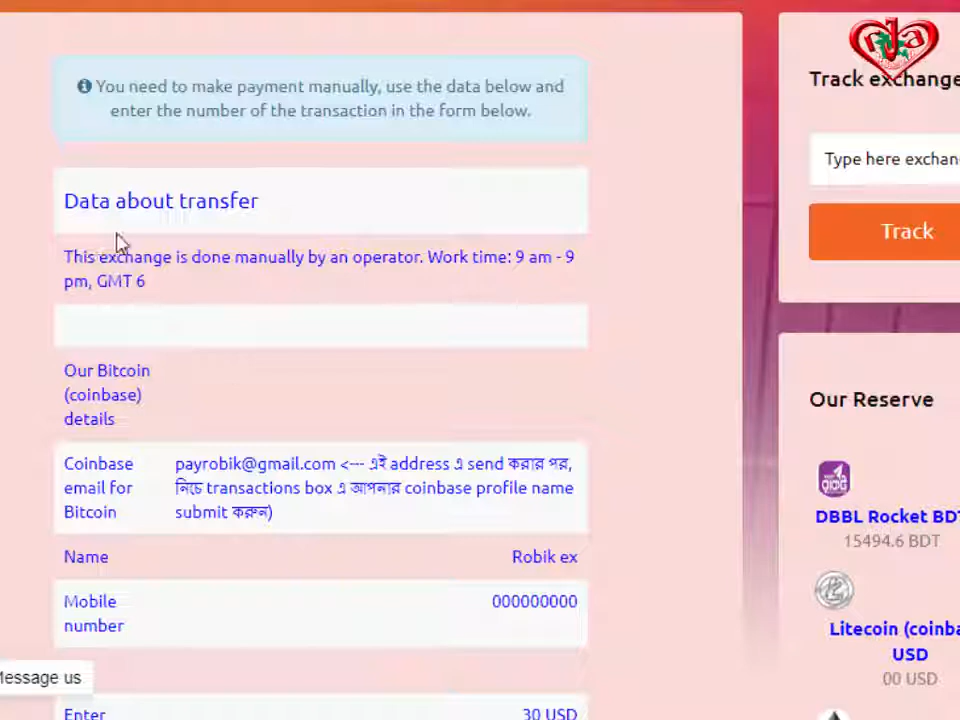 You need to make payment manually, use the data below and
enter the number of the transaction in the form below.
Data about transfer
This exchange is done manually by an operator. Work time: 9 am - 9
pm, GMT 6
Our Bitcoin
(coinbase)
details
Coinbase
email for
Bitcoin
payrobik@gmail.com <--- এই address এ send করার পর,
নিচে transactions box এ আপনার coinbase profile name
submit করুন)
Name
Robik ex
Mobile
number
000000000
Message us
Enter
30 USD
rja
Track exchange
Type here exchan
Track
Our Reserve
DBBL Rocket BDT
15494.6 BDT
Litecoin (coinba
USD
00 USD